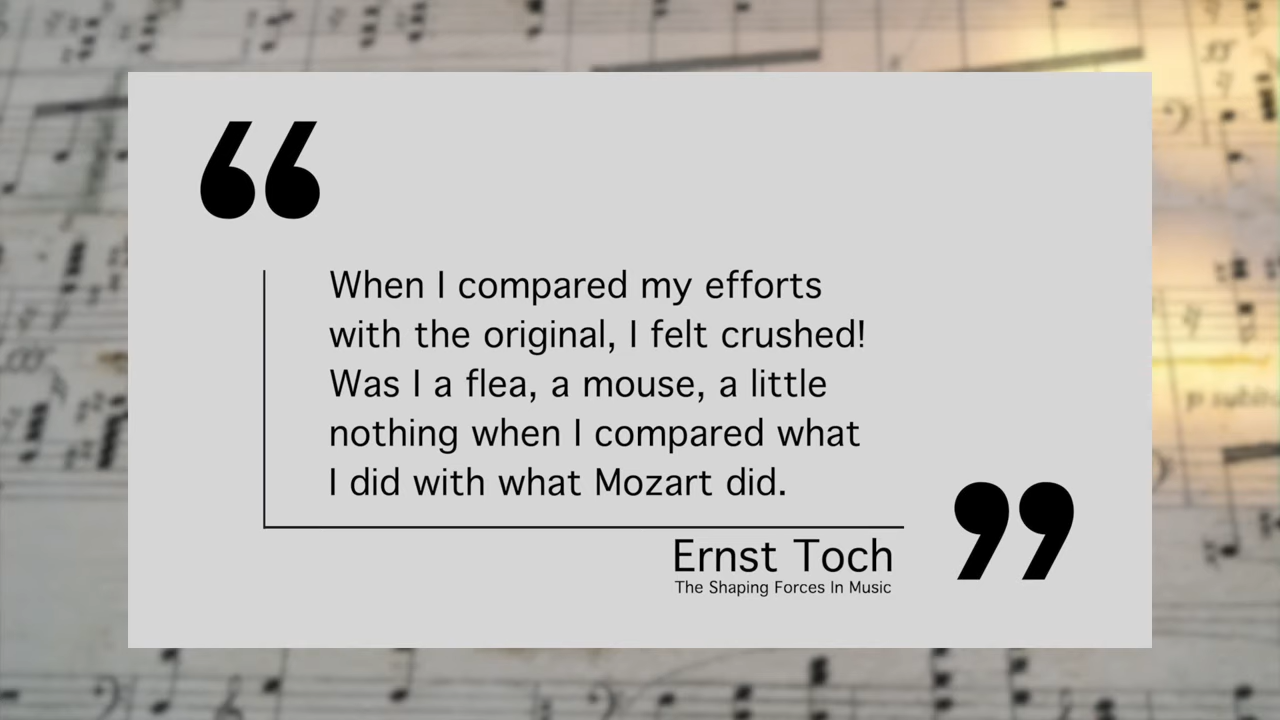 “
When I compared my efforts
with the original, I felt crushed!
Was I a flea, a mouse, a little
nothing when I compared what
I did with what Mozart did.
”
Ernst Toch
The Shaping Forces In Music